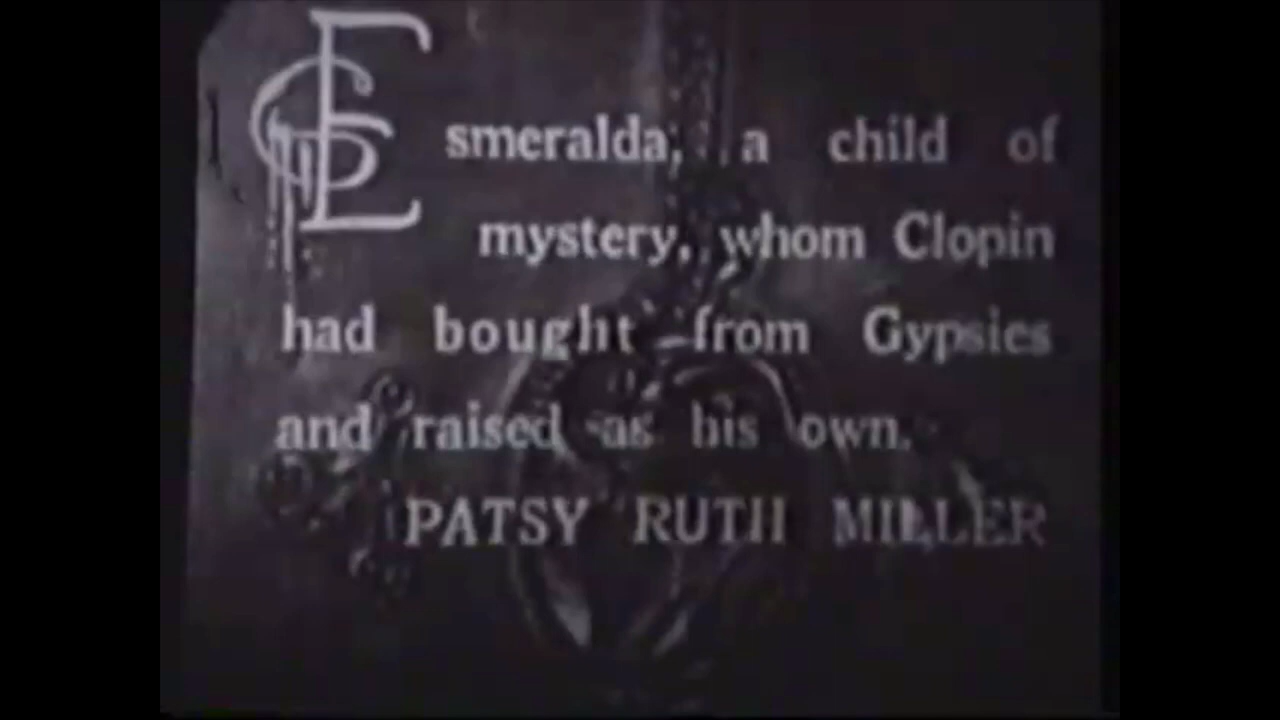 Esmeralda, a child of
mystery, whom Clopin
had bought from Gypsies
and raised as his own.
PATSY RUTH MILLER